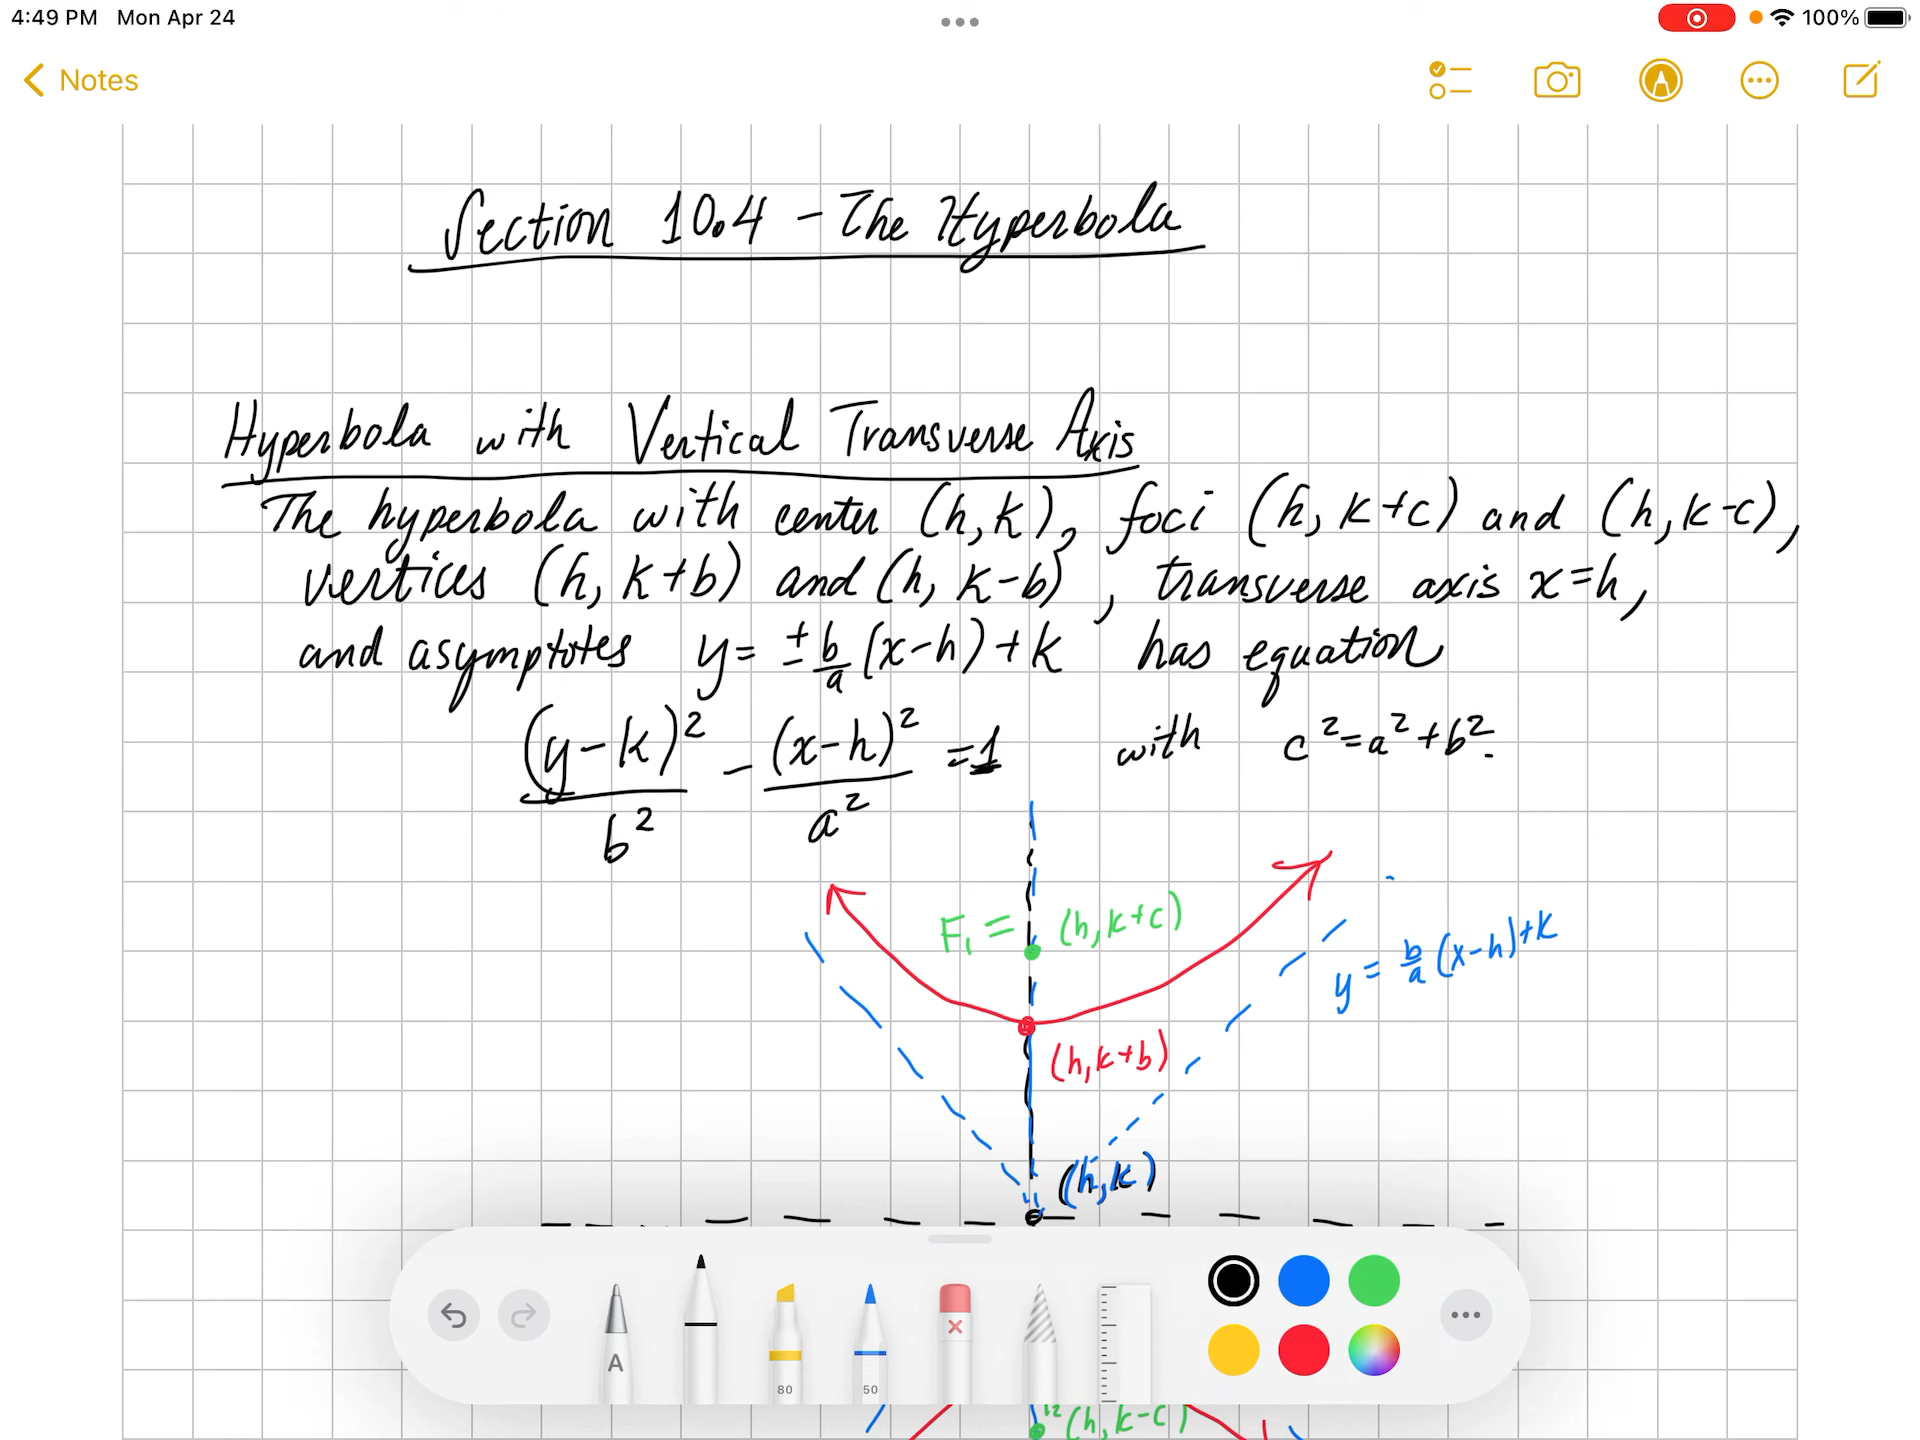 4:49 PM Mon Apr 24
100%
Notes
Section 10.4 - The Hyperbola
Hyperbola with Vertical Transverse Axis
The hyperbola with center (h, k), foci (h, k+c) and (h, k-c),
vertices (h, k+b) and (h, k-b), transverse axis x=h,
and asymptotes y= ± b/a (x-h)+k has equation
(y-k)²/b² - (x-h)²/a² =1 with c²=a²+b².
F₁ = (h, k+c)
y = b/a (x-h)+k
(h, k+b)
(h, k)
A
80
50
(h, k-c)